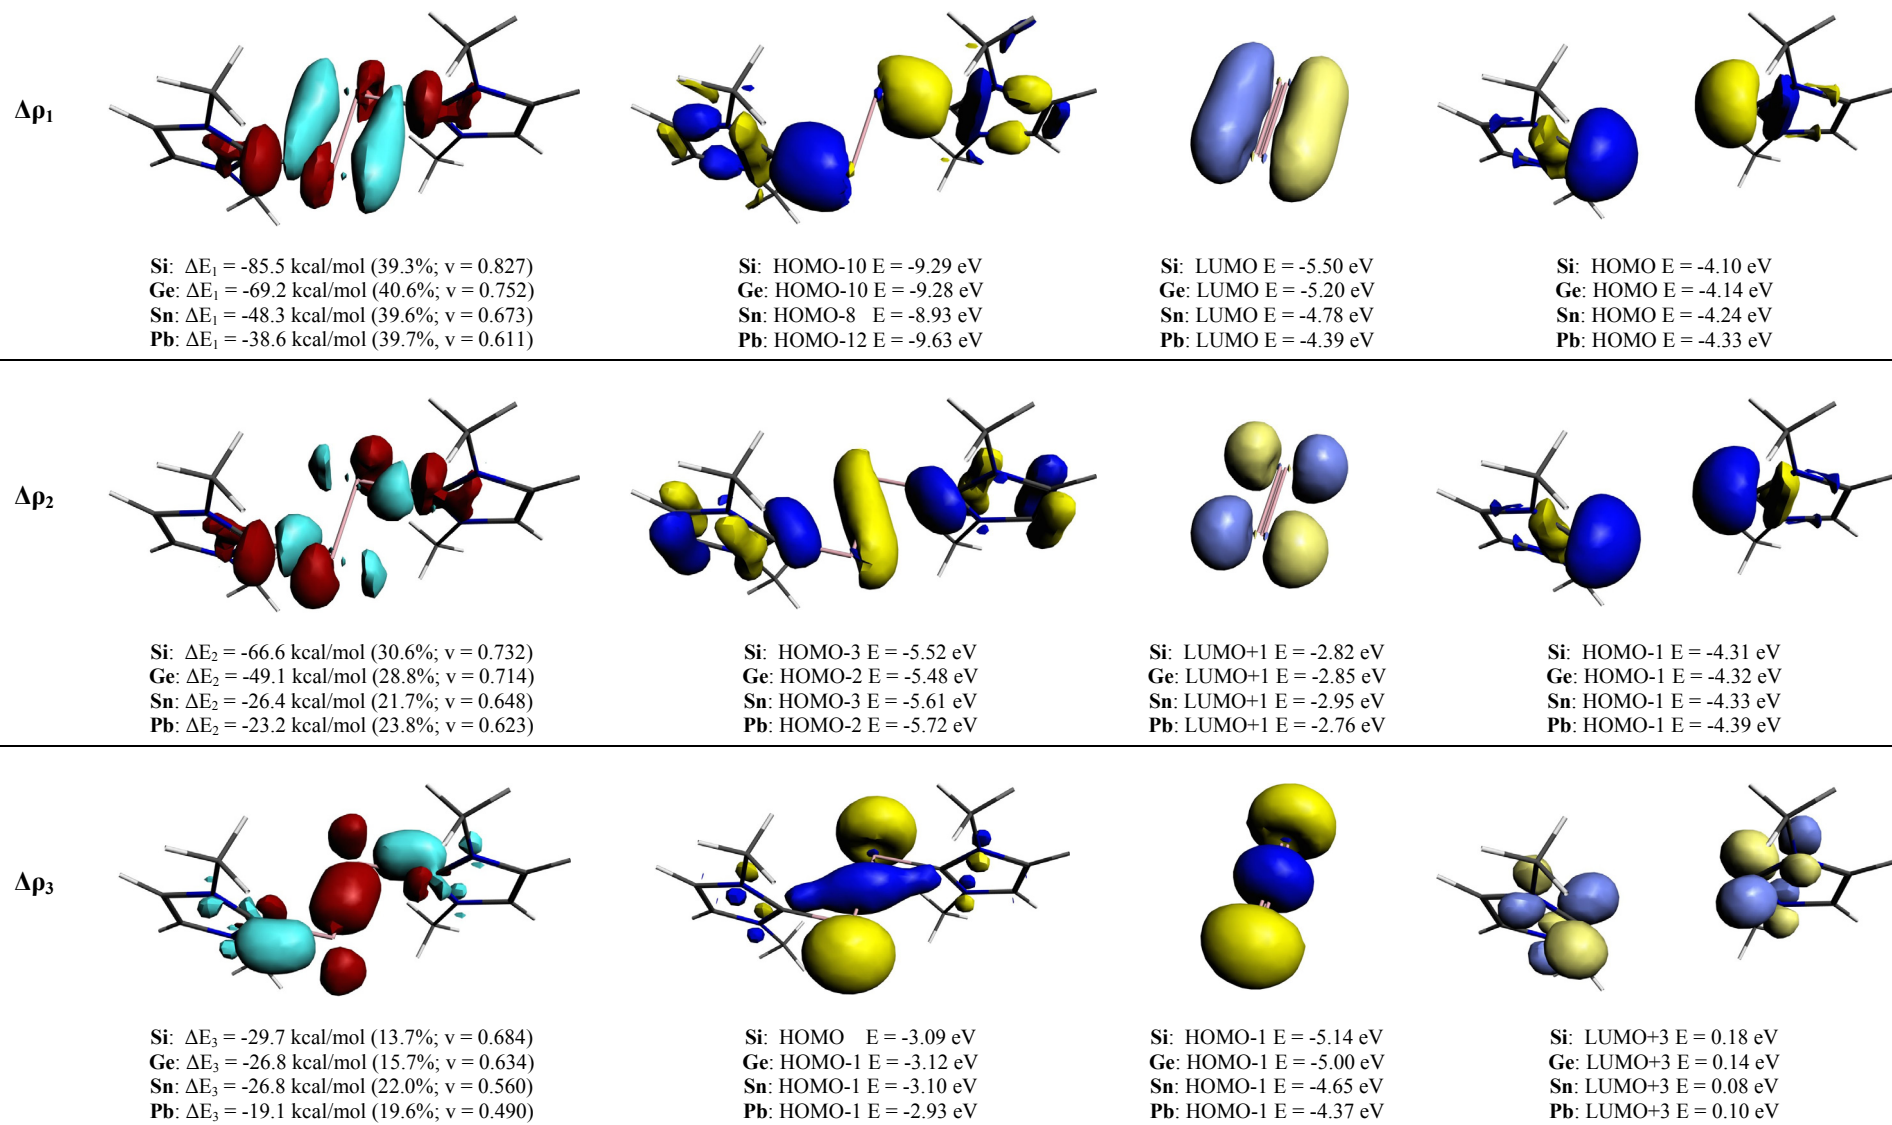 Δρ₁
Si: ΔE₁ = -85.5 kcal/mol (39.3%; v = 0.827)
Ge: ΔE₁ = -69.2 kcal/mol (40.6%; v = 0.752)
Sn: ΔE₁ = -48.3 kcal/mol (39.6%; v = 0.673)
Pb: ΔE₁ = -38.6 kcal/mol (39.7%, v = 0.611)
Si: HOMO-10 E = -9.29 eV
Ge: HOMO-10 E = -9.28 eV
Sn: HOMO-8 E = -8.93 eV
Pb: HOMO-12 E = -9.63 eV
Si: LUMO E = -5.50 eV
Ge: LUMO E = -5.20 eV
Sn: LUMO E = -4.78 eV
Pb: LUMO E = -4.39 eV
Si: HOMO E = -4.10 eV
Ge: HOMO E = -4.14 eV
Sn: HOMO E = -4.24 eV
Pb: HOMO E = -4.33 eV
Δρ₂
Si: ΔE₂ = -66.6 kcal/mol (30.6%; v = 0.732)
Ge: ΔE₂ = -49.1 kcal/mol (28.8%; v = 0.714)
Sn: ΔE₂ = -26.4 kcal/mol (21.7%; v = 0.648)
Pb: ΔE₂ = -23.2 kcal/mol (23.8%; v = 0.623)
Si: HOMO-3 E = -5.52 eV
Ge: HOMO-2 E = -5.48 eV
Sn: HOMO-3 E = -5.61 eV
Pb: HOMO-2 E = -5.72 eV
Si: LUMO+1 E = -2.82 eV
Ge: LUMO+1 E = -2.85 eV
Sn: LUMO+1 E = -2.95 eV
Pb: LUMO+1 E = -2.76 eV
Si: HOMO-1 E = -4.31 eV
Ge: HOMO-1 E = -4.32 eV
Sn: HOMO-1 E = -4.33 eV
Pb: HOMO-1 E = -4.39 eV
Δρ₃
Si: ΔE₃ = -29.7 kcal/mol (13.7%; v = 0.684)
Ge: ΔE₃ = -26.8 kcal/mol (15.7%; v = 0.634)
Sn: ΔE₃ = -26.8 kcal/mol (22.0%; v = 0.560)
Pb: ΔE₃ = -19.1 kcal/mol (19.6%; v = 0.490)
Si: HOMO E = -3.09 eV
Ge: HOMO-1 E = -3.12 eV
Sn: HOMO-1 E = -3.10 eV
Pb: HOMO-1 E = -2.93 eV
Si: HOMO-1 E = -5.14 eV
Ge: HOMO-1 E = -5.00 eV
Sn: HOMO-1 E = -4.65 eV
Pb: HOMO-1 E = -4.37 eV
Si: LUMO+3 E = 0.18 eV
Ge: LUMO+3 E = 0.14 eV
Sn: LUMO+3 E = 0.08 eV
Pb: LUMO+3 E = 0.10 eV